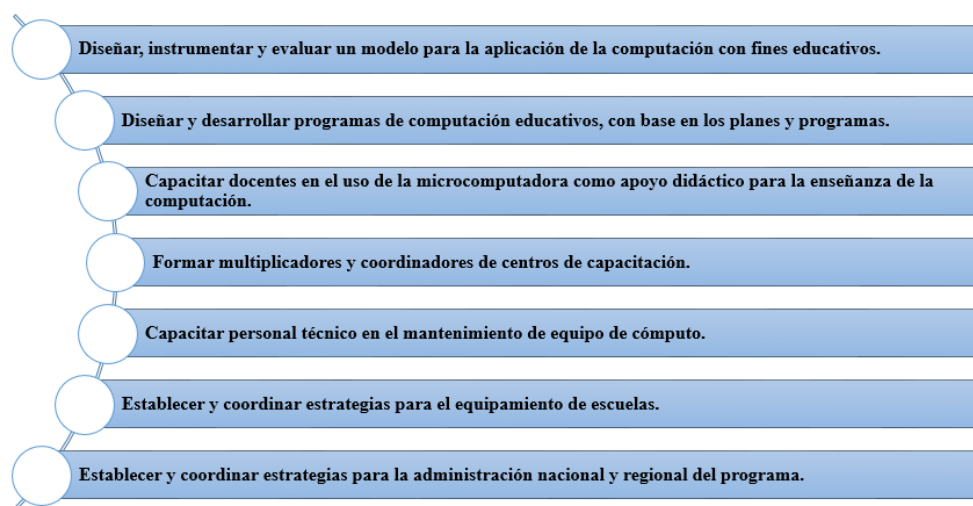 Diseñar, instrumentar y evaluar un modelo para la aplicación de la computación con fines educativos.
Diseñar y desarrollar programas de computación educativos, con base en los planes y programas.
Capacitar docentes en el uso de la microcomputadora como apoyo didáctico para la enseñanza de la
computación.
Formar multiplicadores y coordinadores de centros de capacitación.
Capacitar personal técnico en el mantenimiento de equipo de cómputo.
Establecer y coordinar estrategias para el equipamiento de escuelas.
Establecer y coordinar estrategias para la administración nacional y regional del programa.